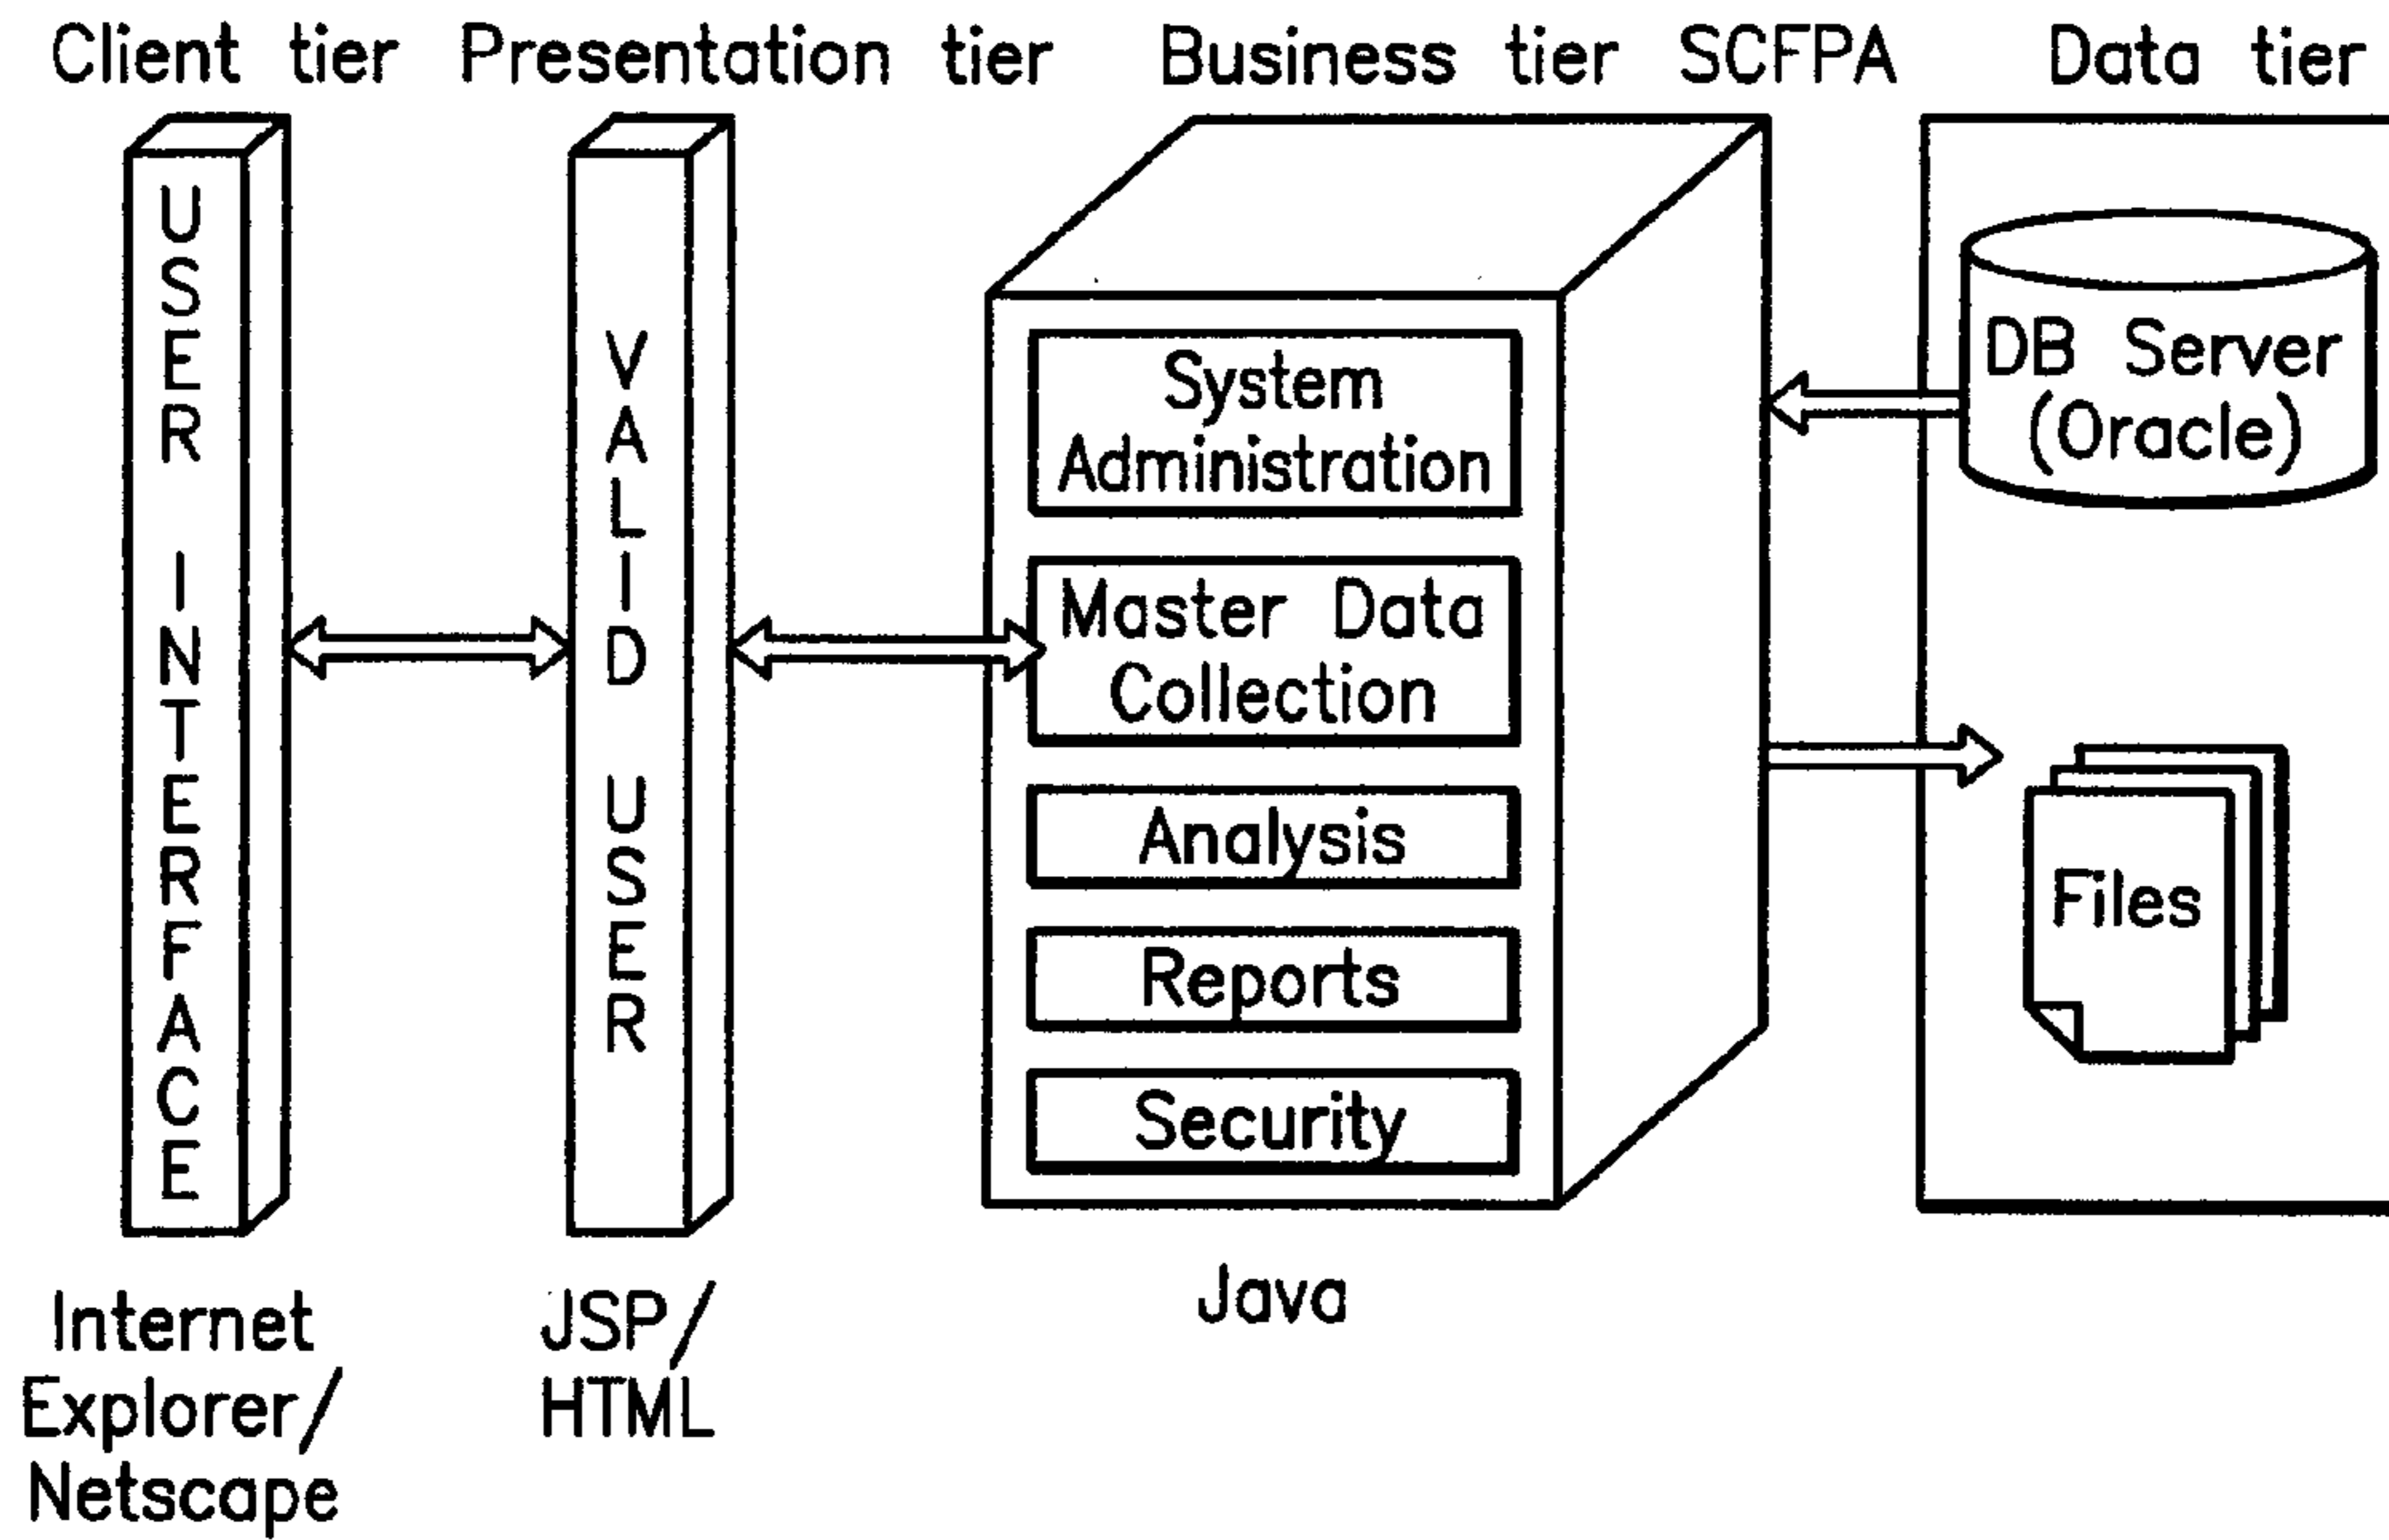 Client tier Presentation tier Business tier SCFPA Data tier
USER INTERFACE
VALID USER
System
Administration
Master Data
Collection
Analysis
Reports
Security
DB Server
(Oracle)
Files
Internet
Explorer/
Netscape
JSP/
HTML
Java